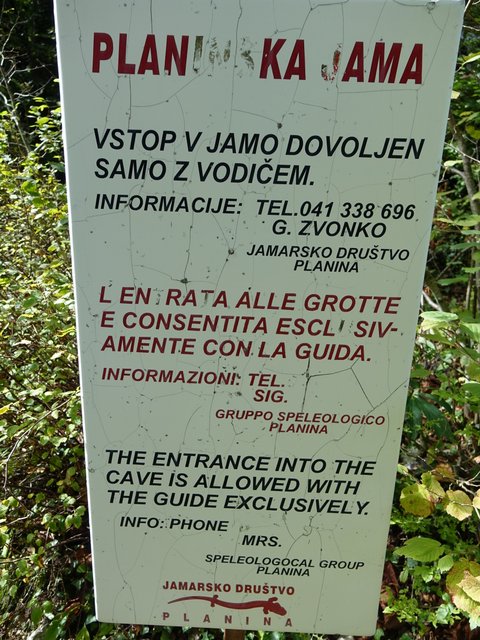 PLANINSKA JAMA
VSTOP V JAMO DOVOLJEN
SAMO Z VODIČEM.
INFORMACIJE: TEL.041 338 696
G. ZVONKO
JAMARSKO DRUŠTVO
PLANINA
L ENTRATA ALLE GROTTE
E CONSENTITA ESCLUSIV-
AMENTE CON LA GUIDA.
INFORMAZIONI: TEL.
SIG.
GRUPPO SPELEOLOGICO
PLANINA
THE ENTRANCE INTO THE
CAVE IS ALLOWED WITH
THE GUIDE EXCLUSIVELY.
INFO: PHONE
MRS.
SPELEOLOGOCAL GROUP
PLANINA
JAMARSKO DRUŠTVO
PLANINA